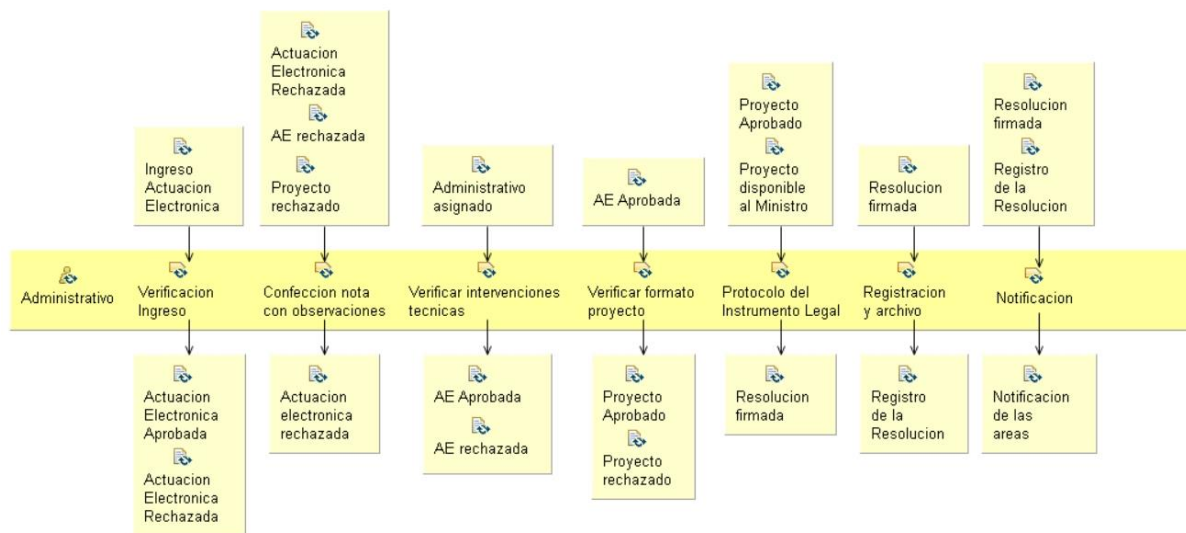 Actuacion
Electronica
Rechazada
AE rechazada
Proyecto
rechazado
Ingreso
Actuacion
Electronica
Administrativo
asignado
AE Aprobada
Proyecto
Aprobado
Proyecto
disponible
al Ministro
Resolucion
firmada
Resolucion
firmada
Registro
de la
Resolucion
Administrativo
Verificacion
Ingreso
Confeccion nota
con observaciones
Verificar intervenciones
tecnicas
Verificar formato
proyecto
Protocolo del
Instrumento Legal
Registracion
y archivo
Notificacion
Actuacion
Electronica
Aprobada
Actuacion
Electronica
Rechazada
Actuacion
electronica
rechazada
AE Aprobada
AE rechazada
Proyecto
Aprobado
Proyecto
rechazado
Resolucion
firmada
Registro
de la
Resolucion
Notificacion
de las
areas